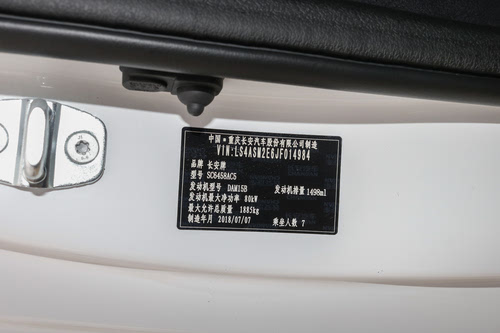 中国·重庆长安汽车股份有限公司制造
VIN:LS4ASM2E6JF014984
品牌 长安牌
型号 SC6458AC5
发动机型号 DAM15B 发动机排量 1498ml
发动机最大净功率 80kW
最大允许总质量 1885kg
制造年月 2018/07/07 乘坐人数 7